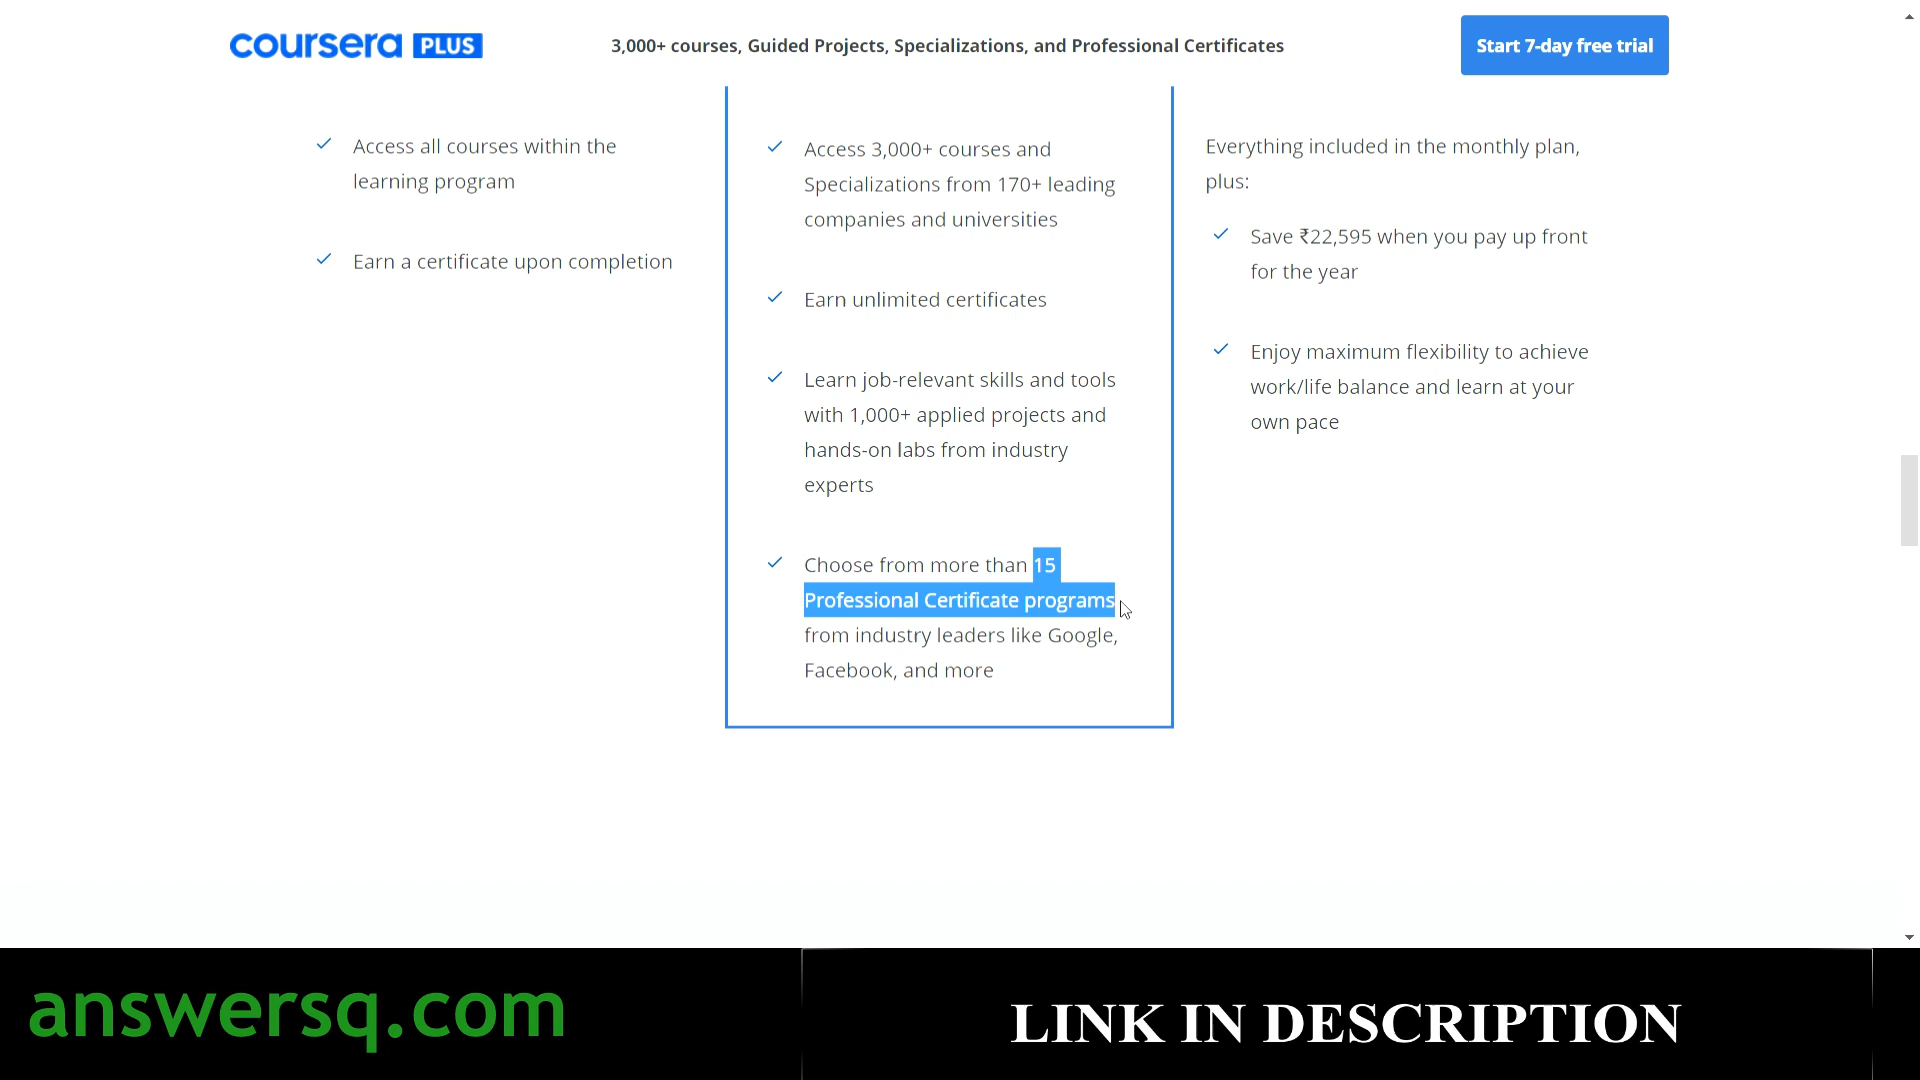 coursera PLUS
3,000+ courses, Guided Projects, Specializations, and Professional Certificates
Start 7-day free trial
Access all courses within the
learning program
Earn a certificate upon completion
Access 3,000+ courses and
Specializations from 170+ leading
companies and universities
Earn unlimited certificates
Learn job-relevant skills and tools
with 1,000+ applied projects and
hands-on labs from industry
experts
Choose from more than 15
Professional Certificate programs
from industry leaders like Google,
Facebook, and more
Everything included in the monthly plan,
plus:
Save ₹22,595 when you pay up front
for the year
Enjoy maximum flexibility to achieve
work/life balance and learn at your
own pace
answersq.com
LINK IN DESCRIPTION